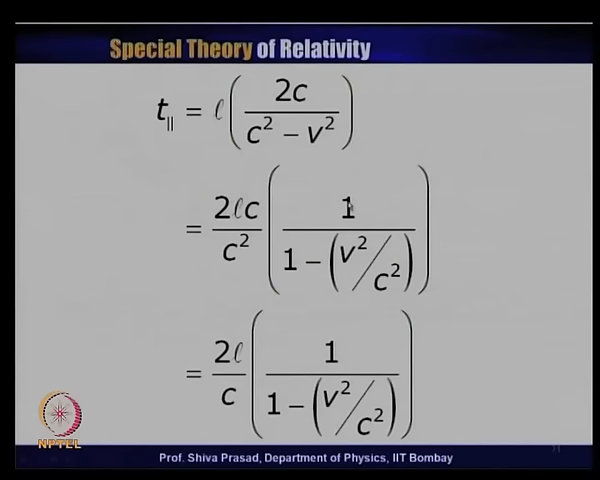 Special Theory of Relativity
t_{||} = ℓ ( 2c / (c² − v²) )
= 2ℓc / c² ( 1 / (1 − (v²/c²)) )
= 2ℓ / c ( 1 / (1 − (v²/c²)) )
NPTEL
Prof. Shiva Prasad, Department of Physics, IIT Bombay